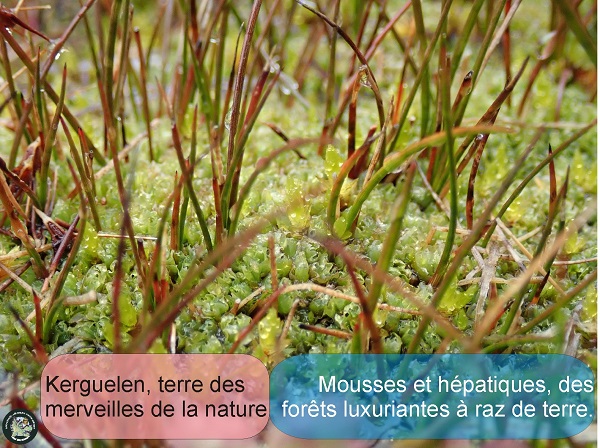 Kerguelen, terre des
merveilles de la nature
Mousses et hépatiques, des
forêts luxuriantes à raz de terre.